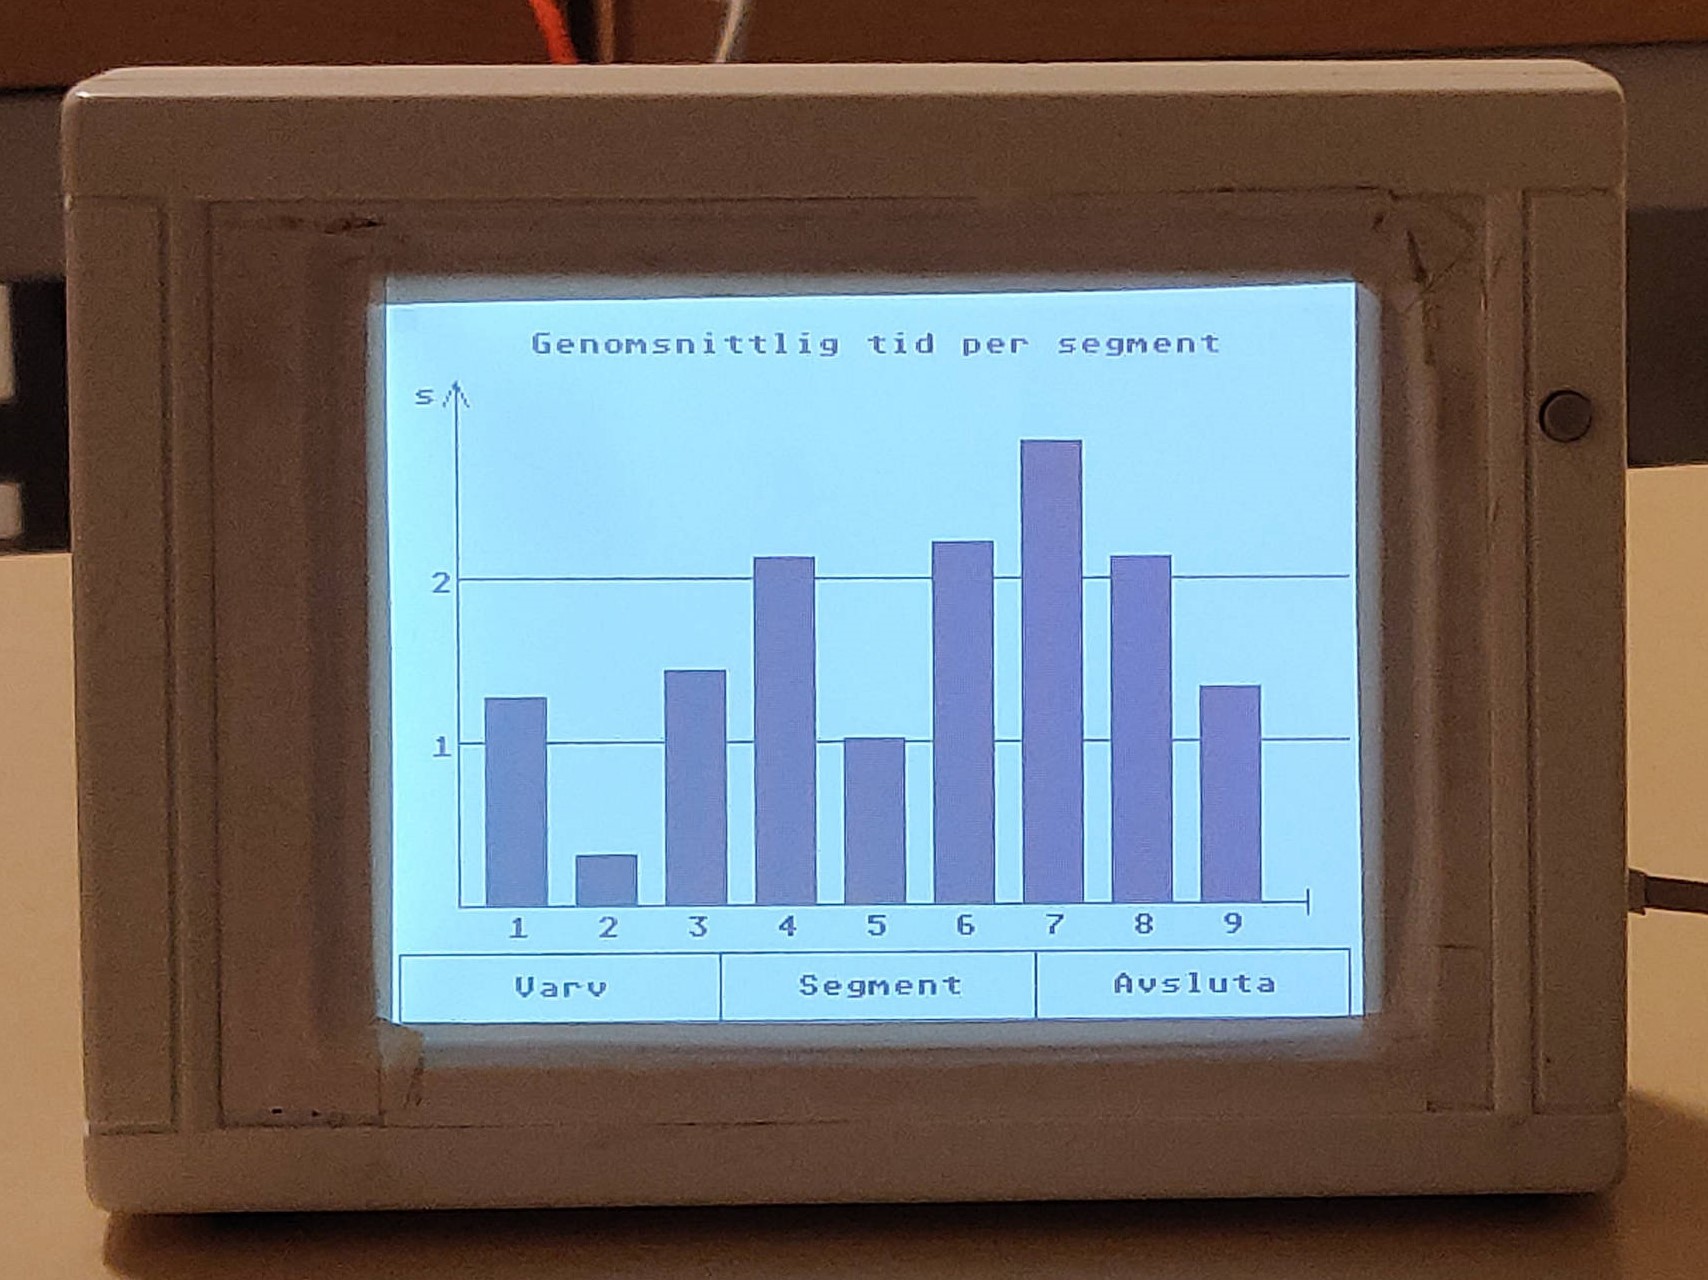 Genomsnittlig tid per segment
s
2
1
1 2 3 4 5 6 7 8 9
Varv Segment Avsluta